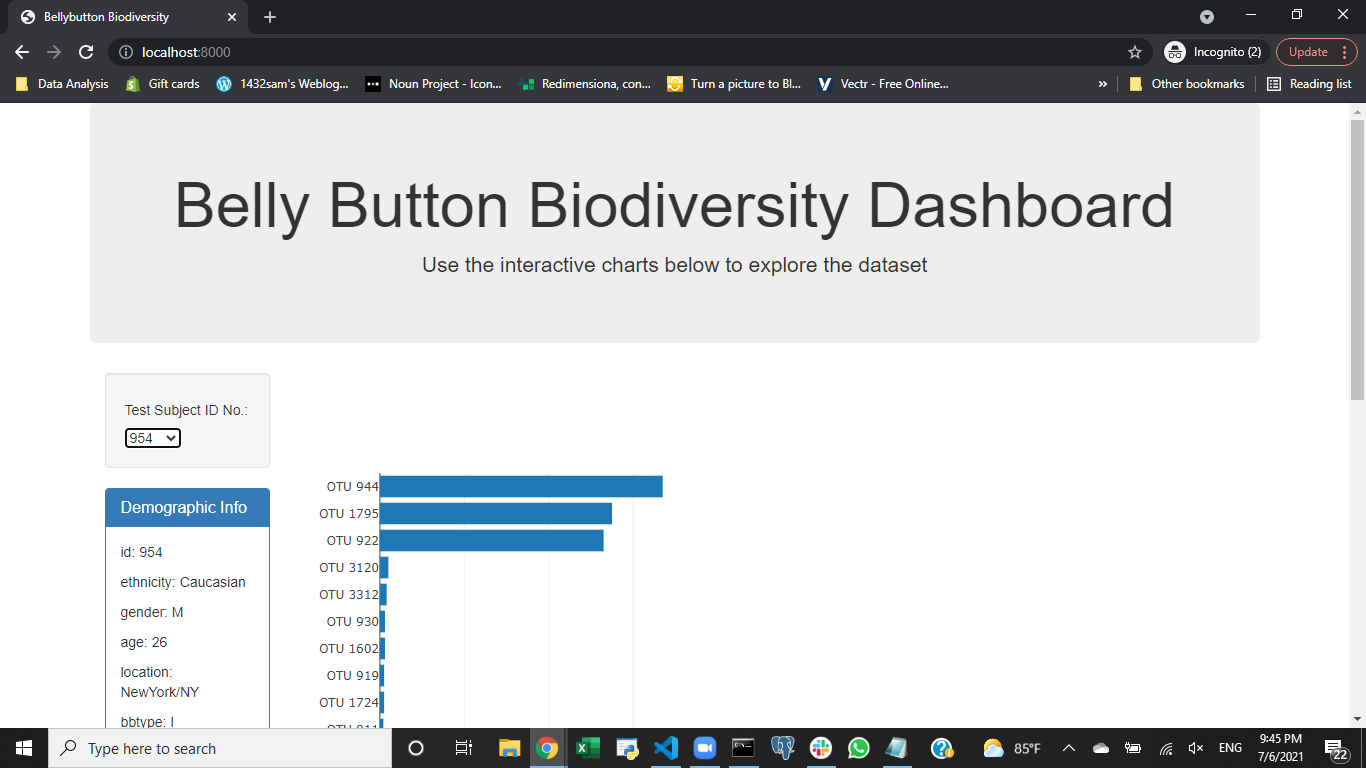 Bellybutton Biodiversity
localhost:8000
Incognito (2)
Update
Data Analysis
Gift cards
1432sam's Weblog...
Noun Project - Icon...
Redimensiona, con...
Turn a picture to Bl...
Vectr - Free Online...
»
Other bookmarks
Reading list
Belly Button Biodiversity Dashboard
Use the interactive charts below to explore the dataset
Test Subject ID No.:
954
Demographic Info
id: 954
ethnicity: Caucasian
gender: M
age: 26
location:
NewYork/NY
bbtype: I
OTU 944
OTU 1795
OTU 922
OTU 3120
OTU 3312
OTU 930
OTU 1602
OTU 919
OTU 1724
Type here to search
85°F
ENG
9:45 PM
7/6/2021
22